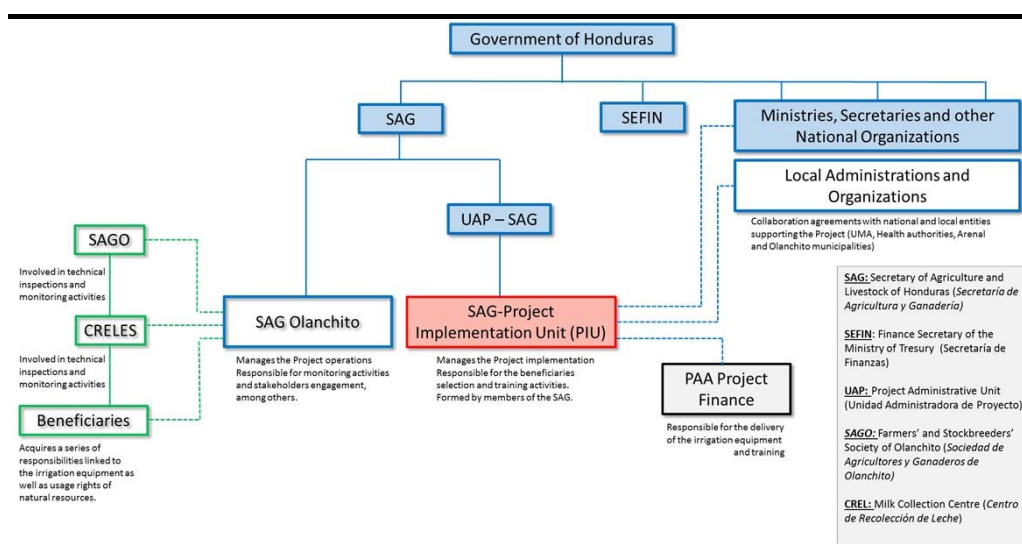 Government of Honduras
SAG
SEFIN
Ministries, Secretaries and other
National Organizations
Local Administrations and
Organizations
Collaboration agreements with national and local entities
supporting the Project (UMA, Health authorities, Arenal
and Olanchito municipalities)
UAP – SAG
SAGO
Involved in technical
inspections and
monitoring activities
CRELES
Involved in technical
inspections and
monitoring activities
Beneficiaries
Acquires a series of
responsibilities linked to
the irrigation equipment as
well as usage rights of
natural resources.
SAG Olanchito
Manages the Project operations
Responsible for monitoring activities
and stakeholders engagement,
among others.
SAG-Project
Implementation Unit (PIU)
Manages the Project implementation
Responsible for the beneficiaries
selection and training activities.
Formed by members of the SAG.
PAA Project
Finance
Responsible for the delivery
of the irrigation equipment
and training
SAG: Secretary of Agriculture and
Livestock of Honduras (Secretaría de
Agricultura y Ganadería)
SEFIN: Finance Secretary of the
Ministry of Tresury (Secretaría de
Finanzas)
UAP: Project Administrative Unit
(Unidad Administradora de Proyecto)
SAGO: Farmers' and Stockbreeders'
Society of Olanchito (Sociedad de
Agricultores y Ganaderos de
Olanchito)
CREL: Milk Collection Centre (Centro
de Recolección de Leche)